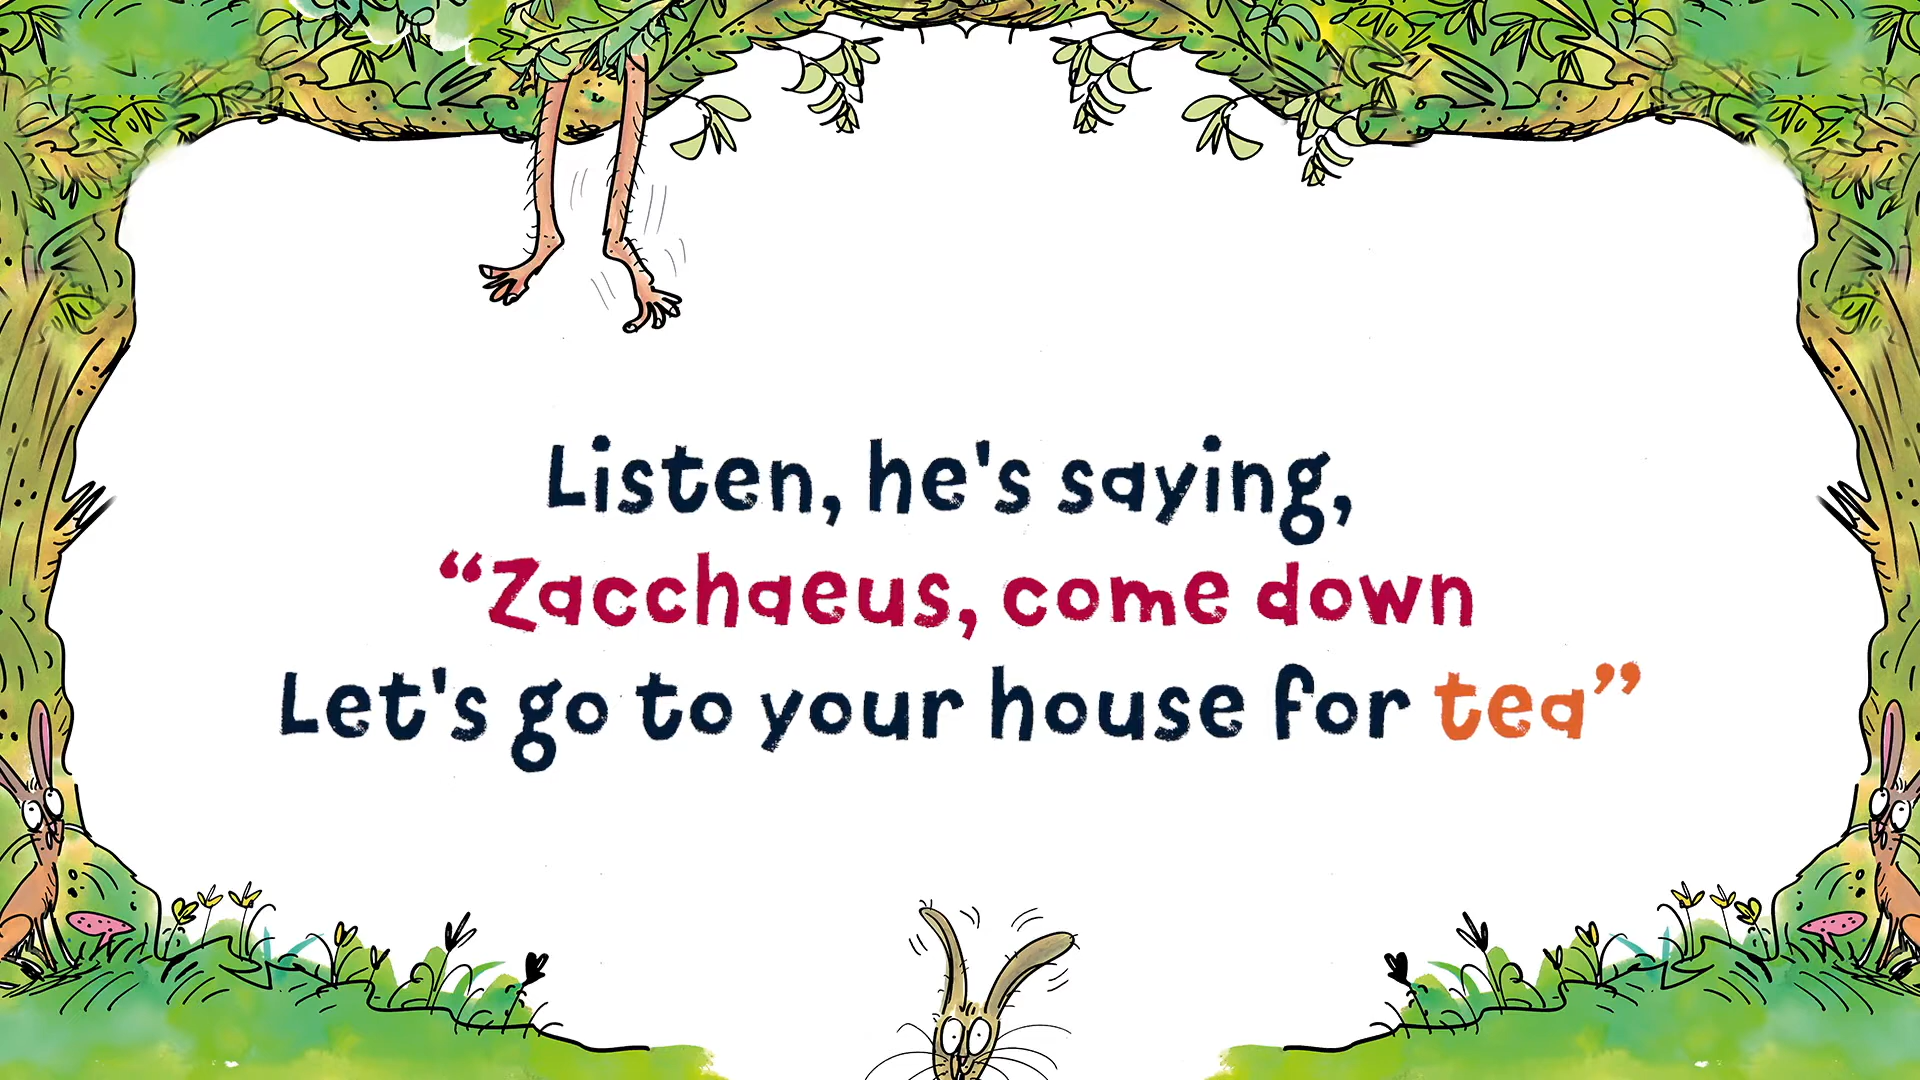 Listen, he's saying,
“Zacchaeus, come down
Let's go to your house for tea”